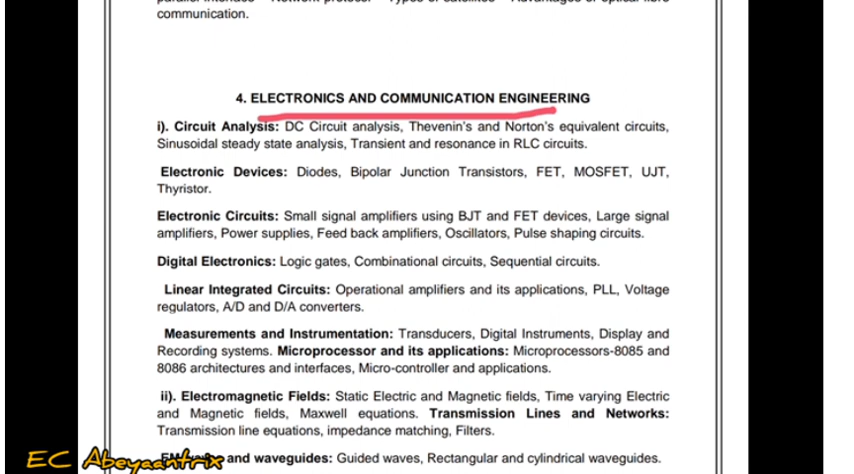 communication.
4. ELECTRONICS AND COMMUNICATION ENGINEERING
i). Circuit Analysis: DC Circuit analysis, Thevenin's and Norton's equivalent circuits,
Sinusoidal steady state analysis, Transient and resonance in RLC circuits.
Electronic Devices: Diodes, Bipolar Junction Transistors, FET, MOSFET, UJT,
Thyristor.
Electronic Circuits: Small signal amplifiers using BJT and FET devices, Large signal
amplifiers, Power supplies, Feed back amplifiers, Oscillators, Pulse shaping circuits.
Digital Electronics: Logic gates, Combinational circuits, Sequential circuits.
Linear Integrated Circuits: Operational amplifiers and its applications, PLL, Voltage
regulators, A/D and D/A converters.
Measurements and Instrumentation: Transducers, Digital Instruments, Display and
Recording systems. Microprocessor and its applications: Microprocessors-8085 and
8086 architectures and interfaces, Micro-controller and applications.
ii). Electromagnetic Fields: Static Electric and Magnetic fields, Time varying Electric
and Magnetic fields, Maxwell equations. Transmission Lines and Networks:
Transmission line equations, impedance matching, Filters.
and waveguides: Guided waves, Rectangular and cylindrical waveguides.
EC Abeyaantrix